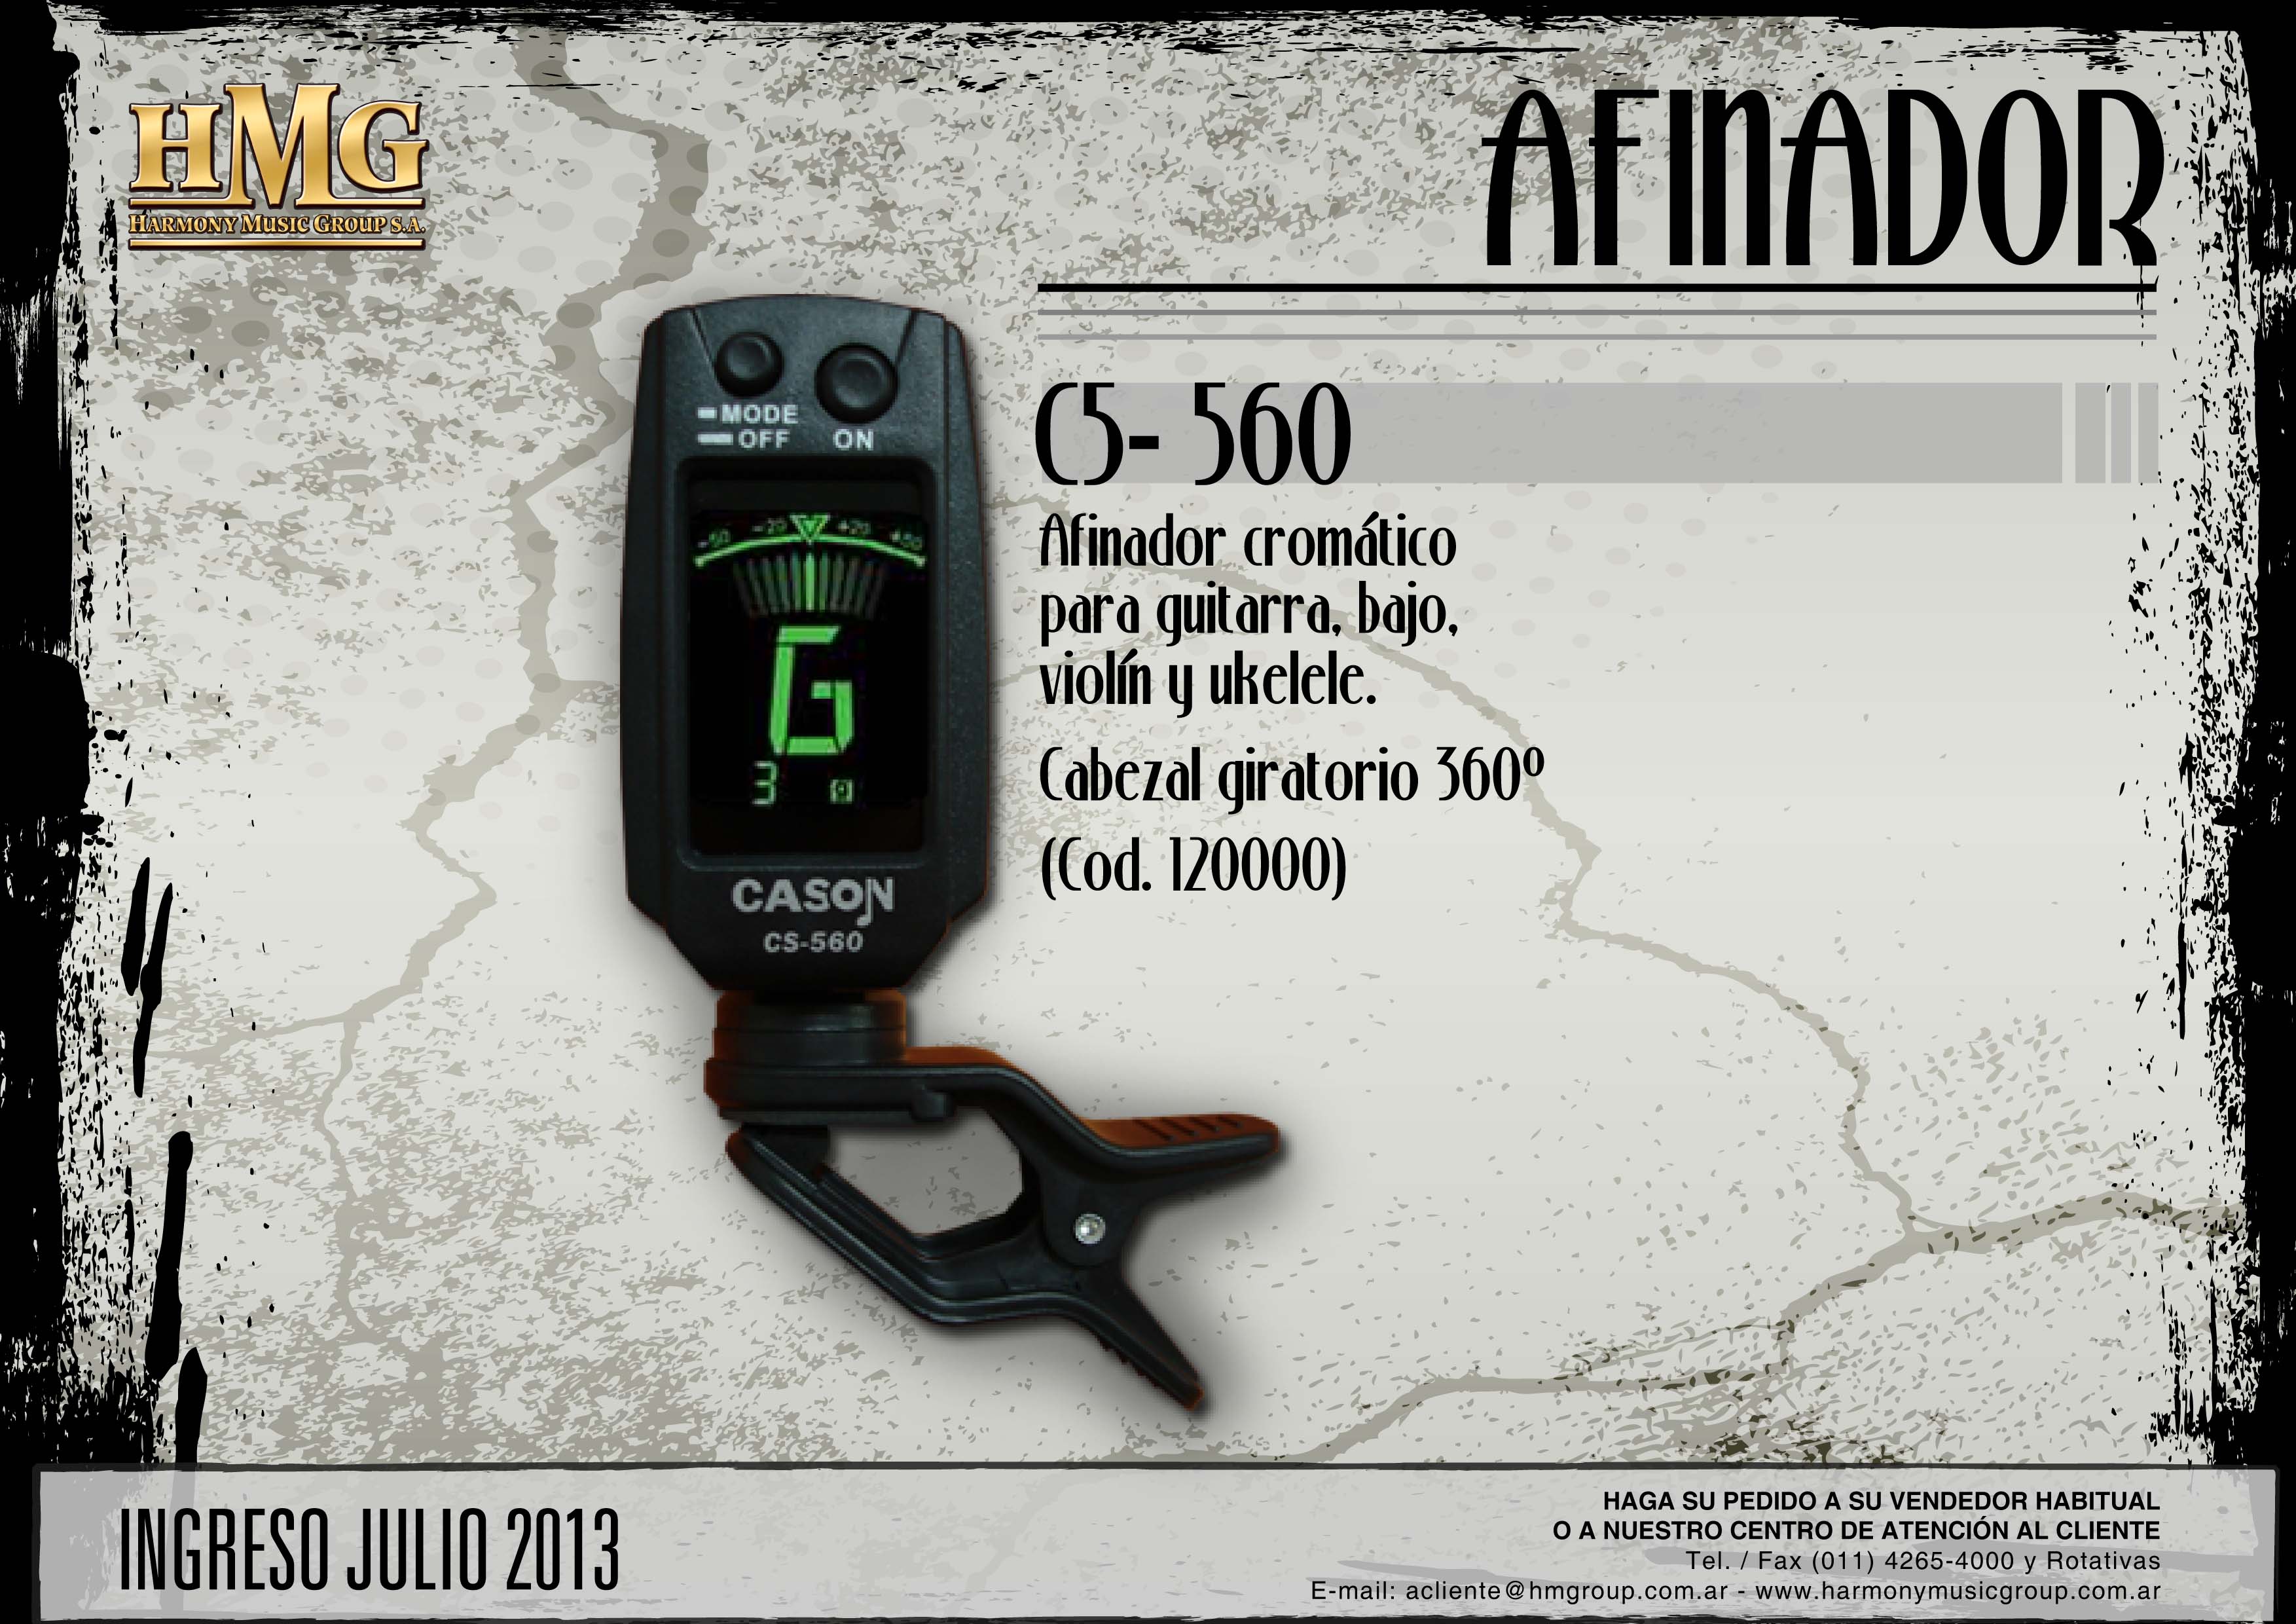 HMG
HARMONY MUSIC GROUP S.A.
AFINADOR
CS- 560
Afinador cromático
para guitarra, bajo,
violín y ukelele.
Cabezal giratorio 360º
(Cod. 120000)
MODE
OFF ON
-50 -20 +20 +50
G
3
CASON
CS-560
INGRESO JULIO 2013
HAGA SU PEDIDO A SU VENDEDOR HABITUAL
O A NUESTRO CENTRO DE ATENCIÓN AL CLIENTE
Tel. / Fax (011) 4265-4000 y Rotativas
E-mail: acliente@hmgroup.com.ar - www.harmonymusicgroup.com.ar